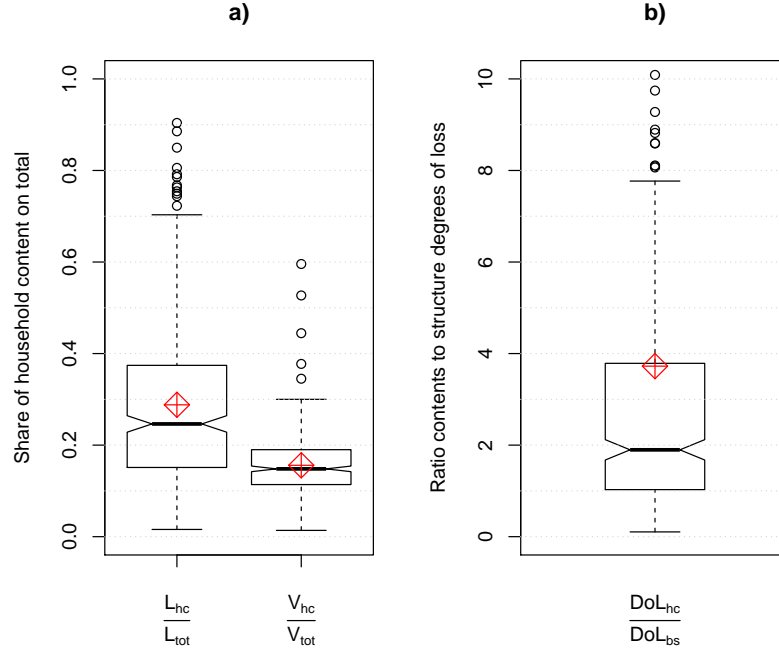 a)
Share of household content on total
1.0
0.8
0.6
0.4
0.2
0.0
L_hc
L_tot
V_hc
V_tot
b)
Ratio contents to structure degrees of loss
10
8
6
4
2
0
DoL_hc
DoL_bs